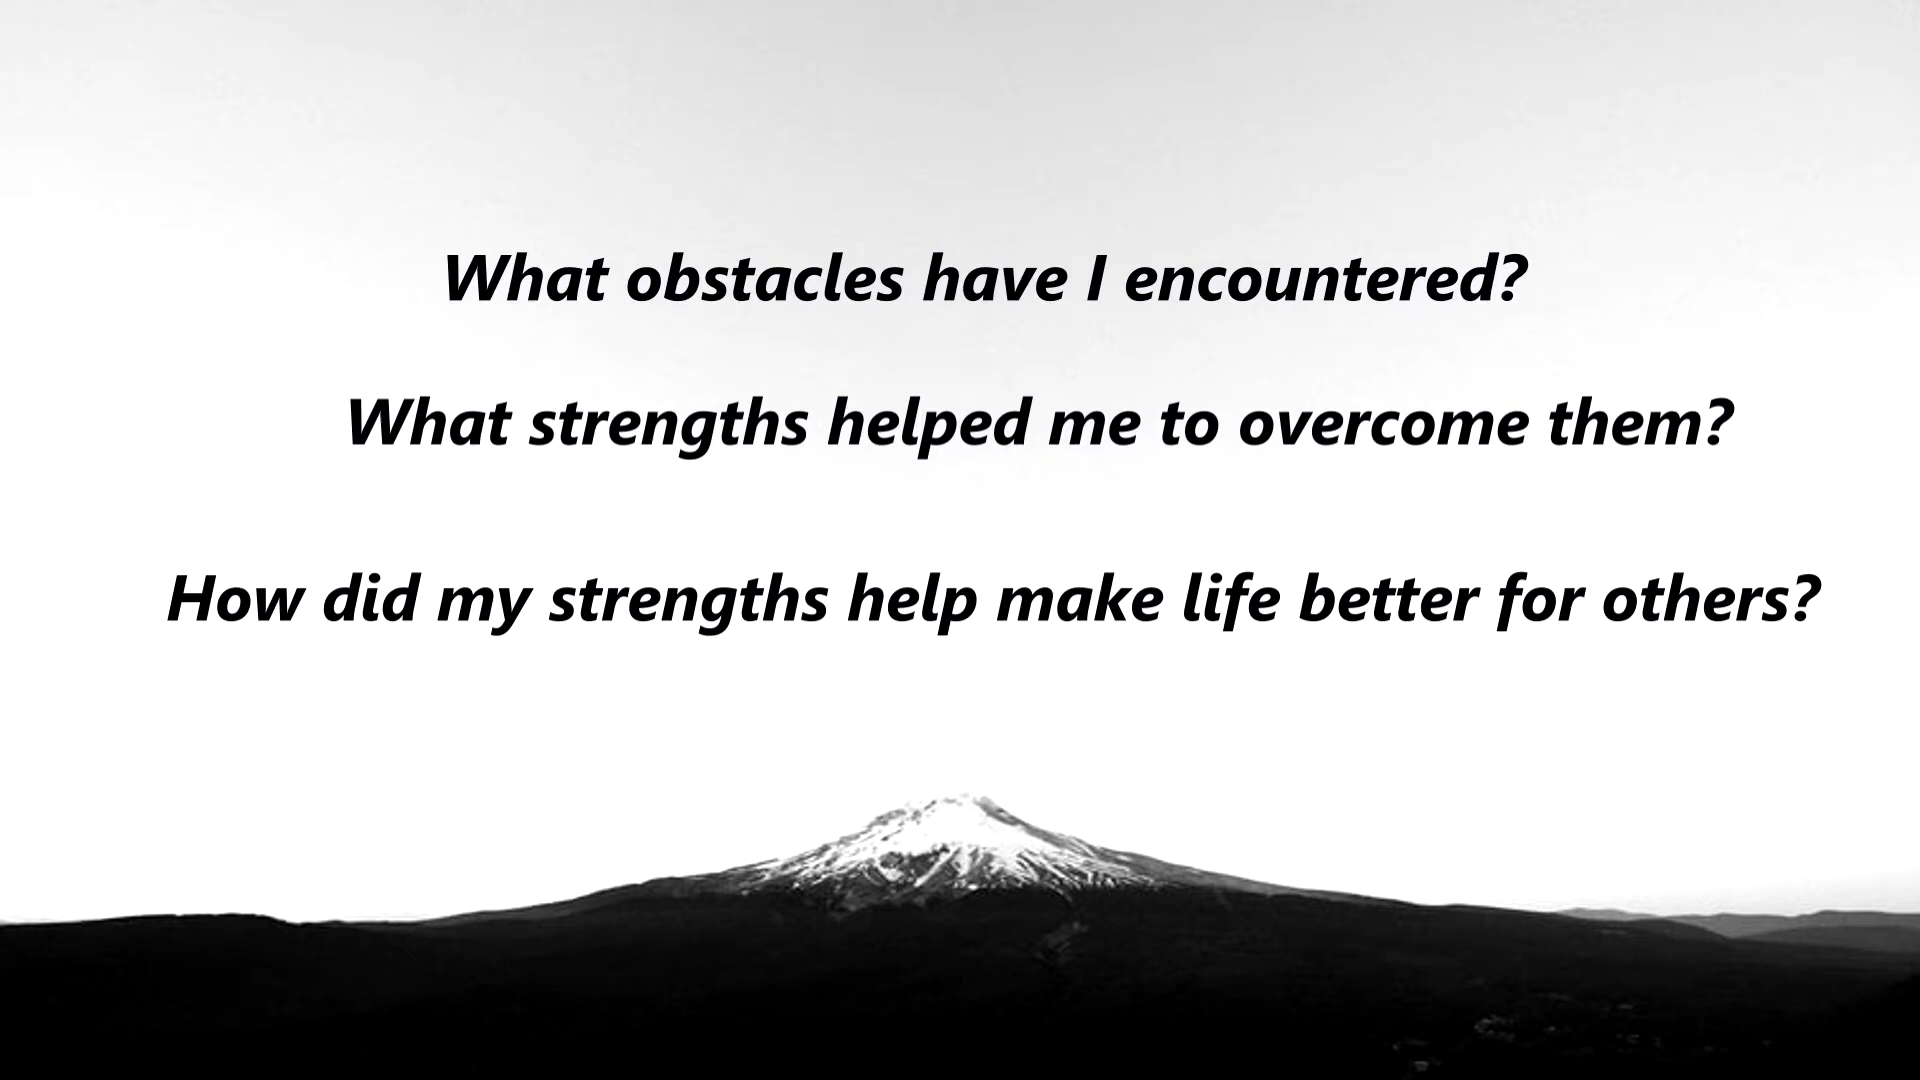 What obstacles have I encountered?
What strengths helped me to overcome them?
How did my strengths help make life better for others?